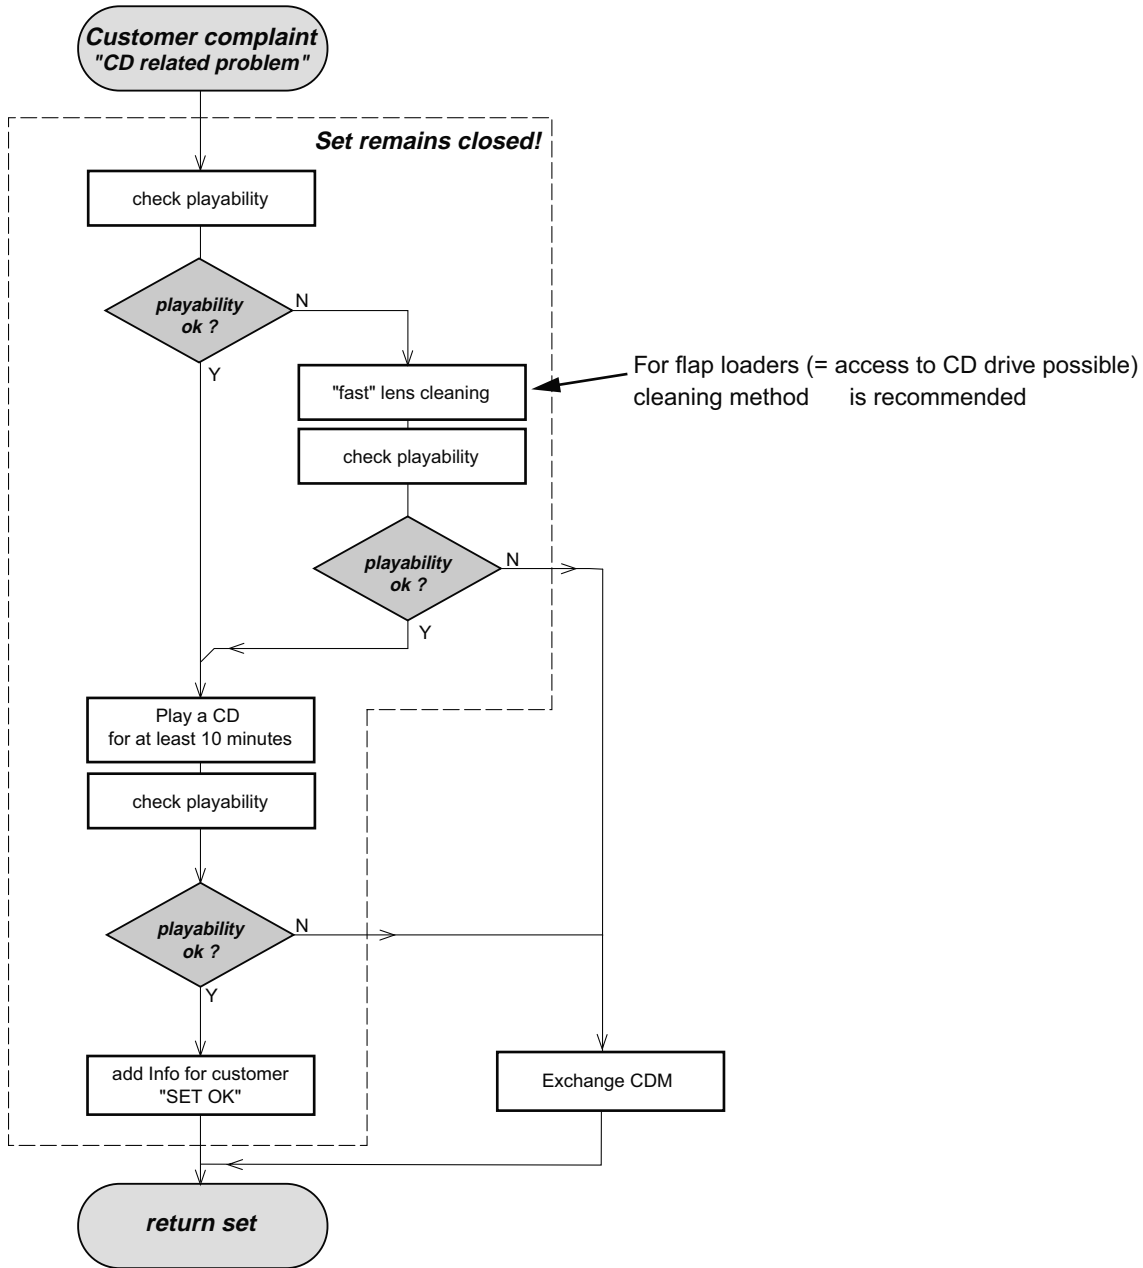 Customer complaint
"CD related problem"
Set remains closed!
check playability
playability
ok ?
N
Y
"fast" lens cleaning
For flap loaders (= access to CD drive possible)
cleaning method is recommended
check playability
playability
ok ?
N
Y
Play a CD
for at least 10 minutes
check playability
playability
ok ?
N
Y
add Info for customer
"SET OK"
Exchange CDM
return set